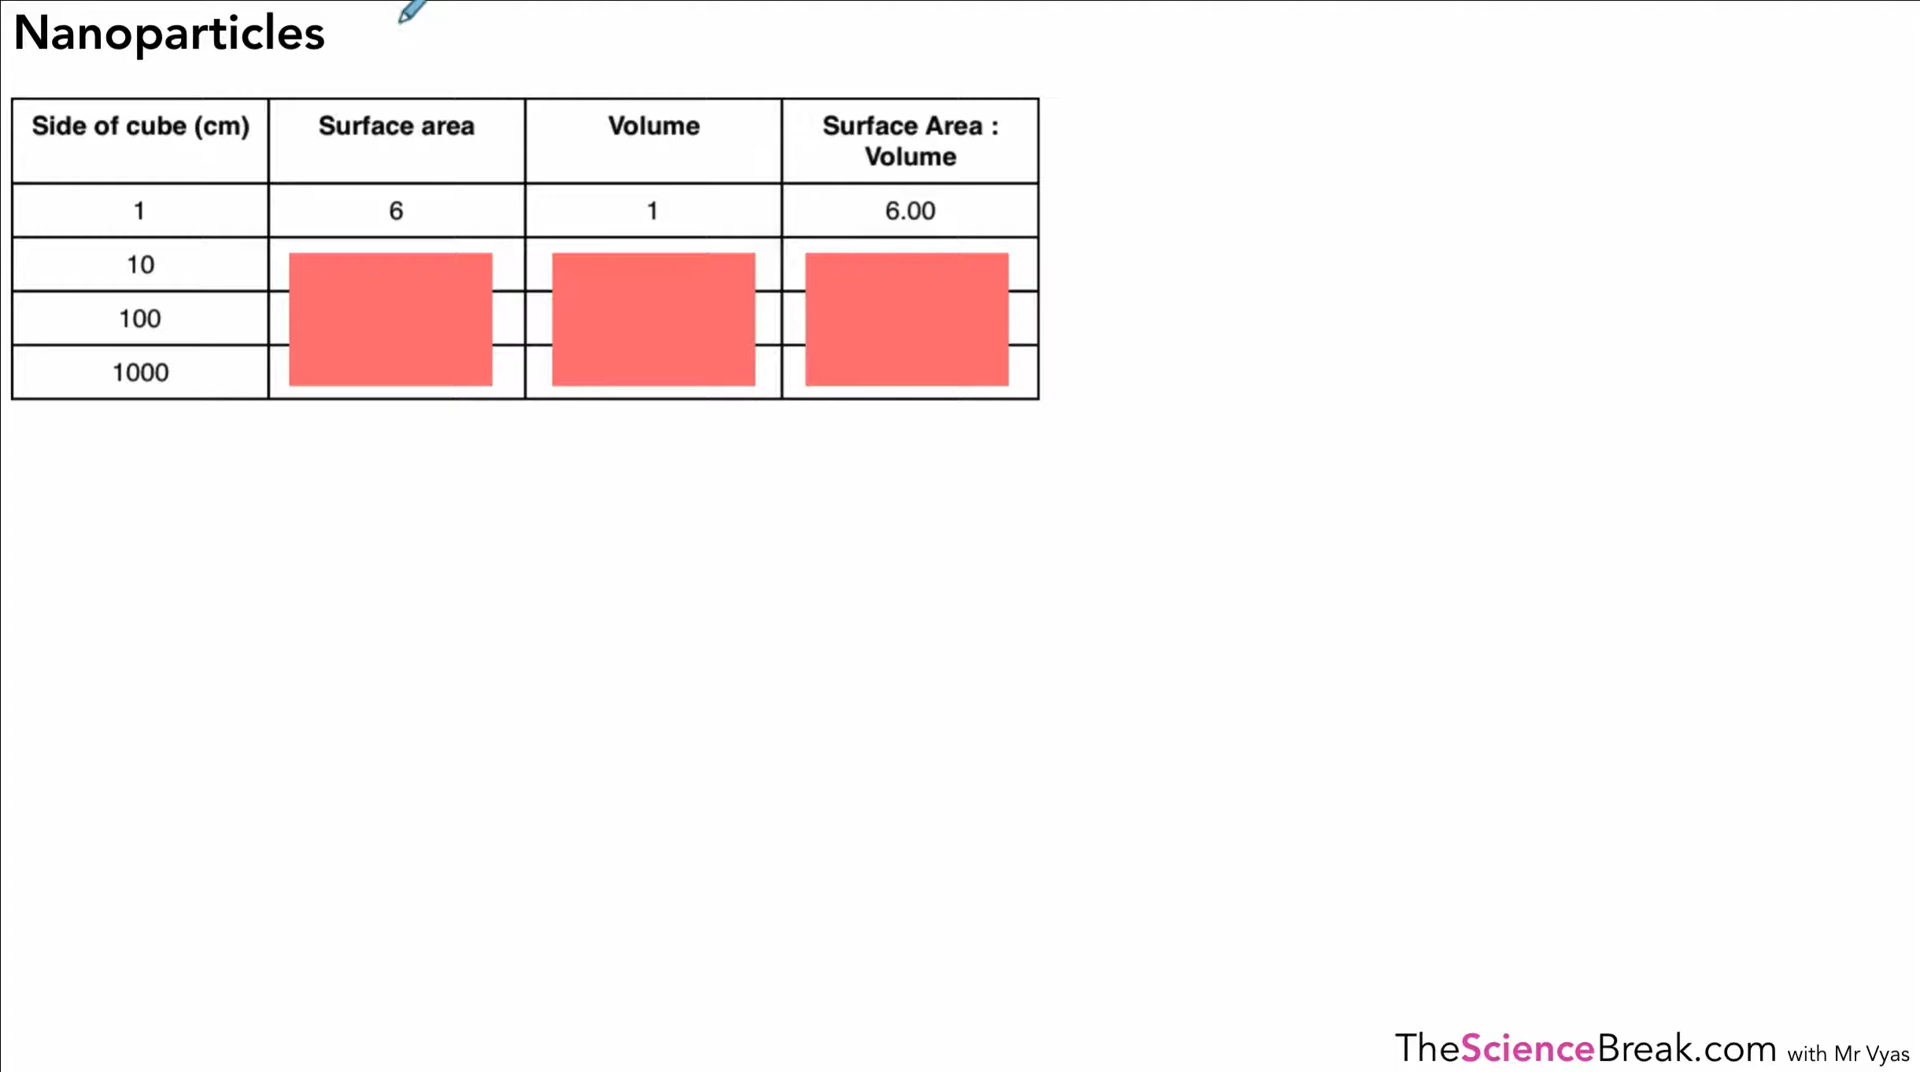 Nanoparticles
Side of cube (cm) Surface area Volume Surface Area :
Volume
1 6 1 6.00
10
100
1000
TheScienceBreak.com with Mr Vyas